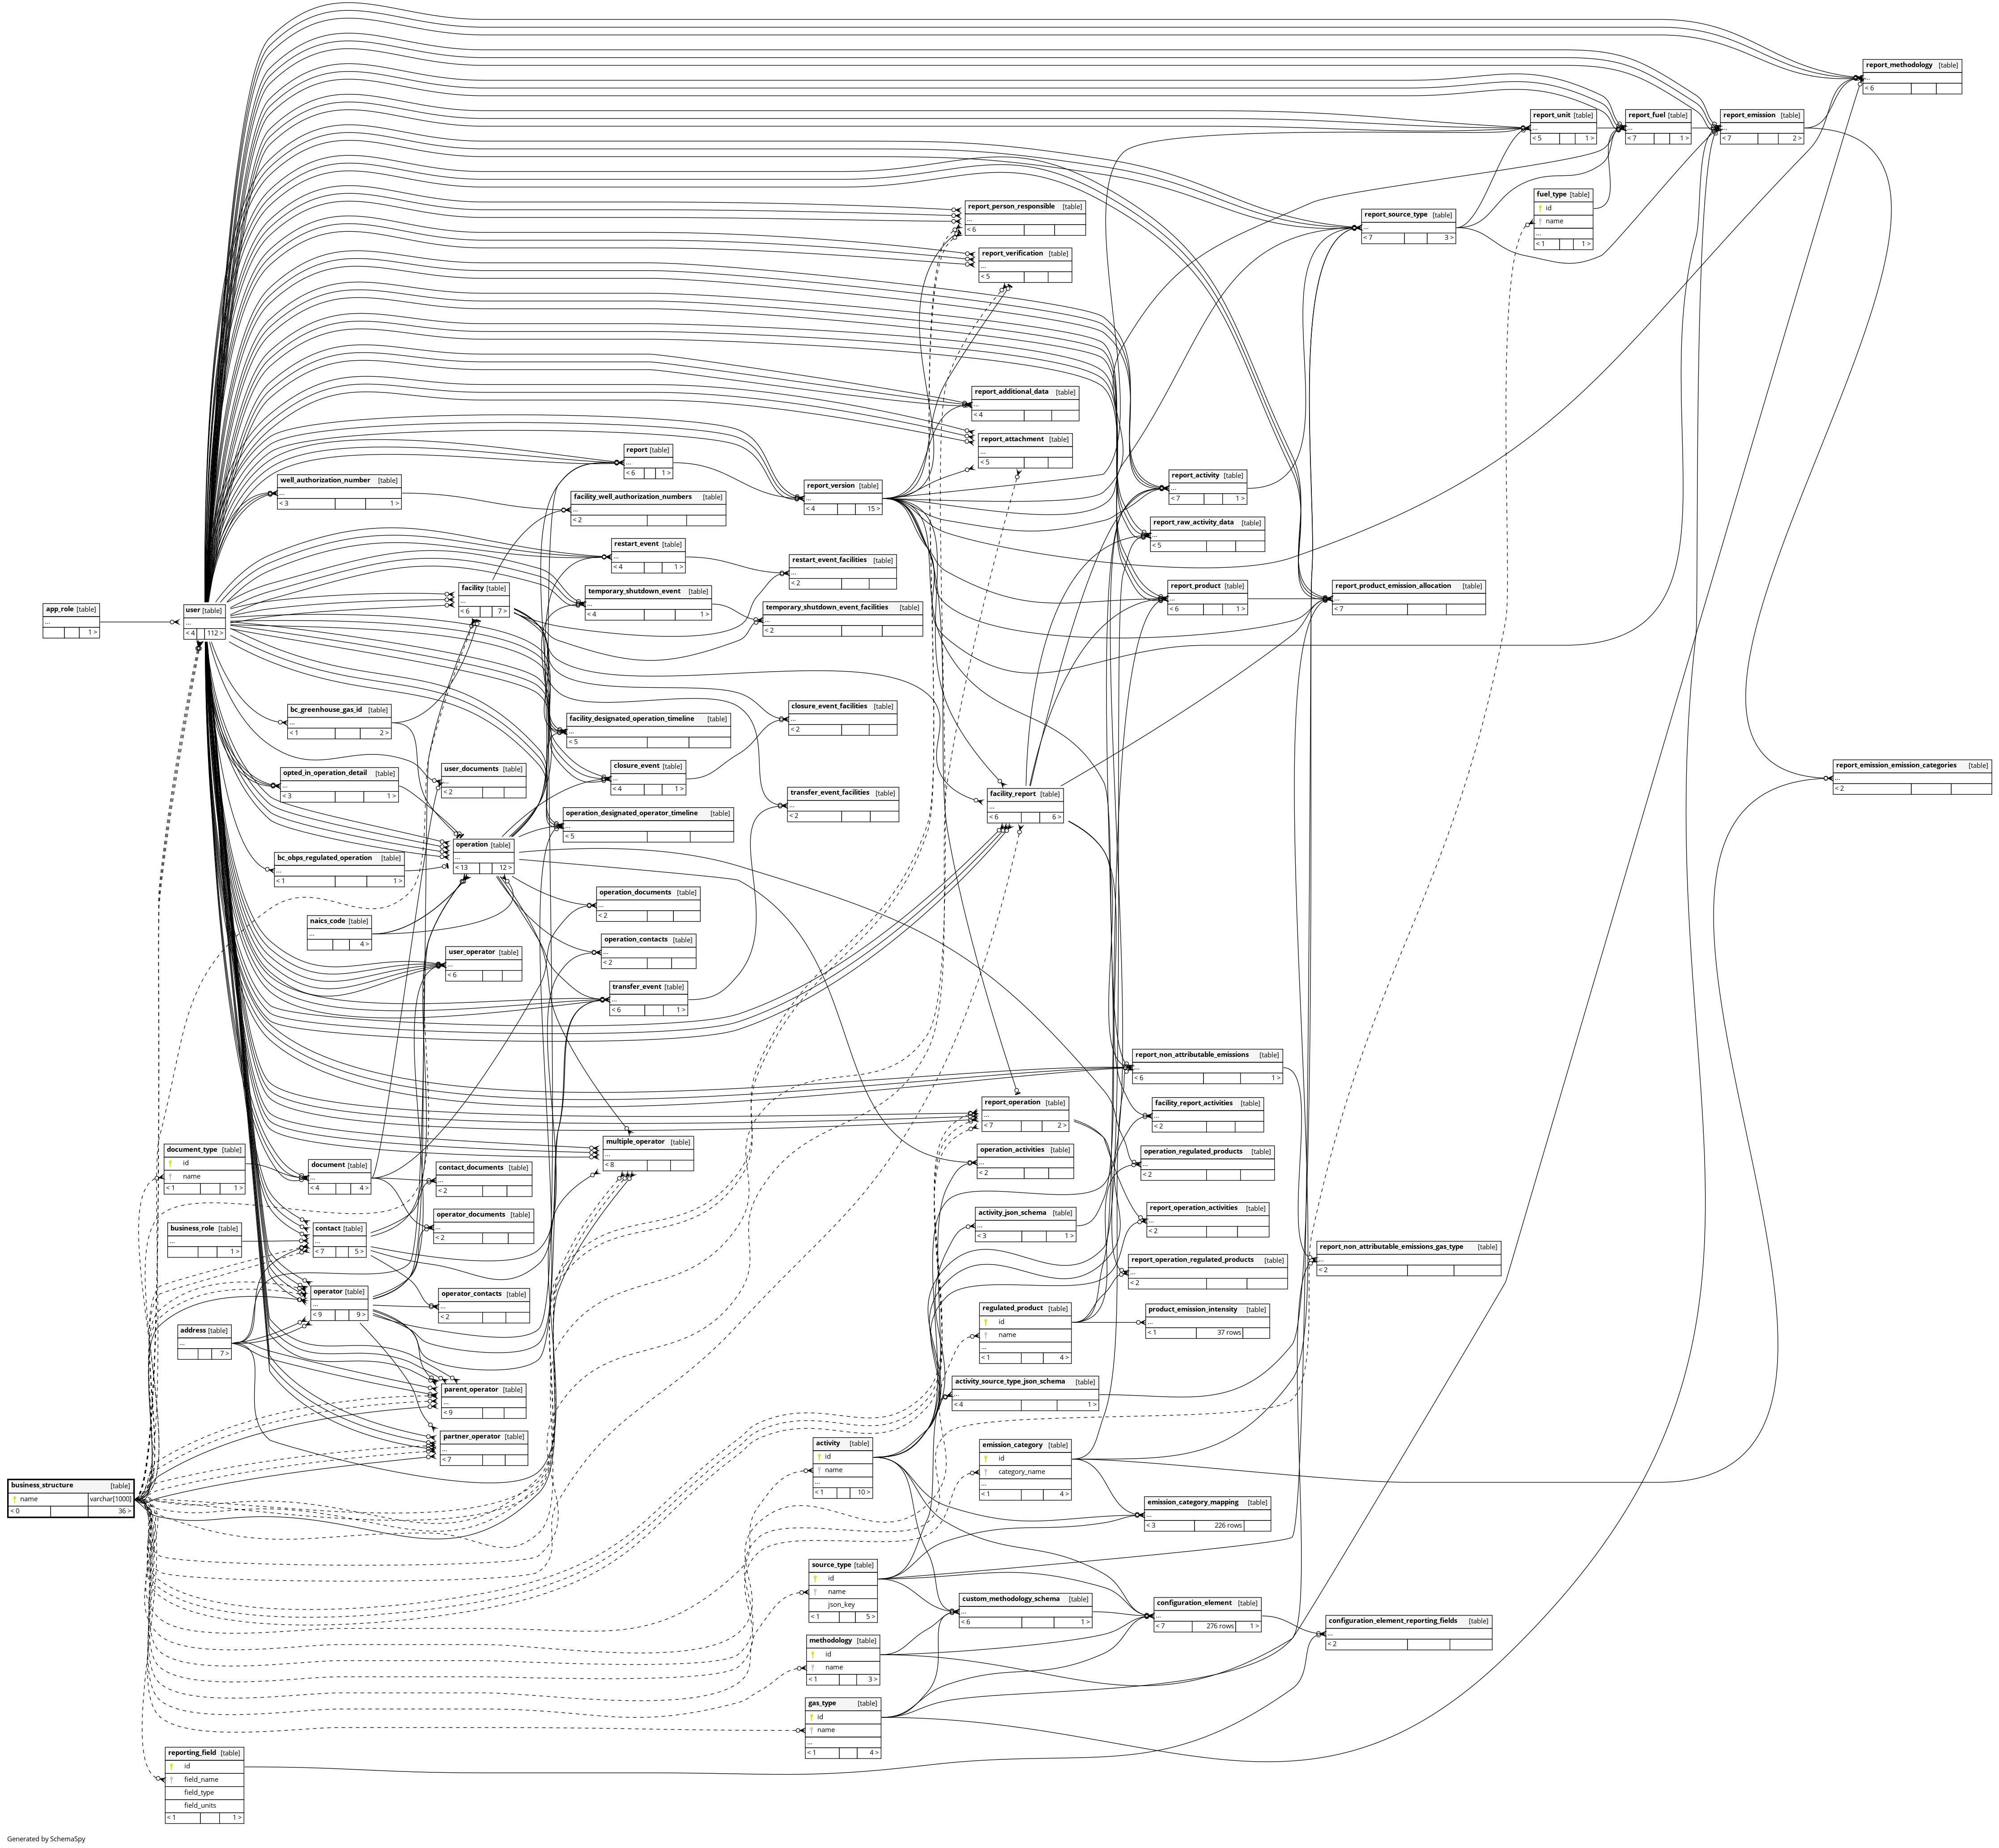 report_methodology [table]
...
< 6
report_unit [table]
...
< 5 1 >
report_fuel [table]
...
< 7 1 >
report_emission [table]
...
< 7 2 >
fuel_type [table]
id
name
...
< 1 1 >
report_person_responsible [table]
...
< 6
report_source_type [table]
...
< 7 3 >
report_verification [table]
...
< 5
report_additional_data [table]
...
< 4
report_attachment [table]
...
< 5
report [table]
...
< 6 1 >
well_authorization_number [table]
...
< 3 1 >
report_version [table]
...
< 4 15 >
report_activity [table]
...
< 7 1 >
facility_well_authorization_numbers [table]
...
< 2
report_raw_activity_data [table]
...
< 5
restart_event [table]
...
< 4 1 >
restart_event_facilities [table]
...
< 2
facility [table]
...
< 6 7 >
temporary_shutdown_event [table]
...
< 4 1 >
temporary_shutdown_event_facilities [table]
...
< 2
report_product [table]
...
< 6 1 >
report_product_emission_allocation [table]
...
< 7
app_role [table]
...
1 >
user [table]
...
< 4 112 >
bc_greenhouse_gas_id [table]
...
< 1 2 >
facility_designated_operation_timeline [table]
...
< 5
closure_event_facilities [table]
...
< 2
opted_in_operation_detail [table]
...
< 3 1 >
user_documents [table]
...
< 2
closure_event [table]
...
< 4 1 >
report_emission_emission_categories [table]
...
< 2
transfer_event_facilities [table]
...
< 2
facility_report [table]
...
< 6 6 >
operation_designated_operator_timeline [table]
...
< 5
operation [table]
...
< 13 12 >
bc_obps_regulated_operation [table]
...
< 1 1 >
operation_documents [table]
...
< 2
naics_code [table]
...
4 >
operation_contacts [table]
...
< 2
user_operator [table]
...
< 6
transfer_event [table]
...
< 6 1 >
report_non_attributable_emissions [table]
...
< 6 1 >
report_operation [table]
...
< 7 2 >
facility_report_activities [table]
...
< 2
multiple_operator [table]
...
< 8
operation_activities [table]
...
< 2
operation_regulated_products [table]
...
< 2
document_type [table]
id
name
< 1 1 >
document [table]
...
< 4 4 >
contact_documents [table]
...
< 2
operator_documents [table]
...
< 2
activity_json_schema [table]
...
< 3 1 >
report_operation_activities [table]
...
< 2
business_role [table]
...
1 >
contact [table]
...
< 7 5 >
report_non_attributable_emissions_gas_type [table]
...
< 2
report_operation_regulated_products [table]
...
< 2
operator [table]
...
< 9 9 >
operator_contacts [table]
...
< 2
regulated_product [table]
id
name
...
< 1 4 >
product_emission_intensity [table]
...
< 1 37 rows
address [table]
...
7 >
activity_source_type_json_schema [table]
...
< 4 1 >
parent_operator [table]
...
< 9
partner_operator [table]
...
< 7
activity [table]
id
name
...
< 1 10 >
emission_category [table]
id
category_name
...
< 1 4 >
business_structure [table]
name varchar[1000]
< 0 36 >
emission_category_mapping [table]
...
< 3 226 rows
source_type [table]
id
name
json_key
< 1 5 >
custom_methodology_schema [table]
...
< 6 1 >
configuration_element [table]
...
< 7 276 rows 1 >
configuration_element_reporting_fields [table]
...
< 2
methodology [table]
id
name
< 1 3 >
gas_type [table]
id
name
...
< 1 4 >
reporting_field [table]
id
field_name
field_type
field_units
< 1 1 >
Generated by SchemaSpy